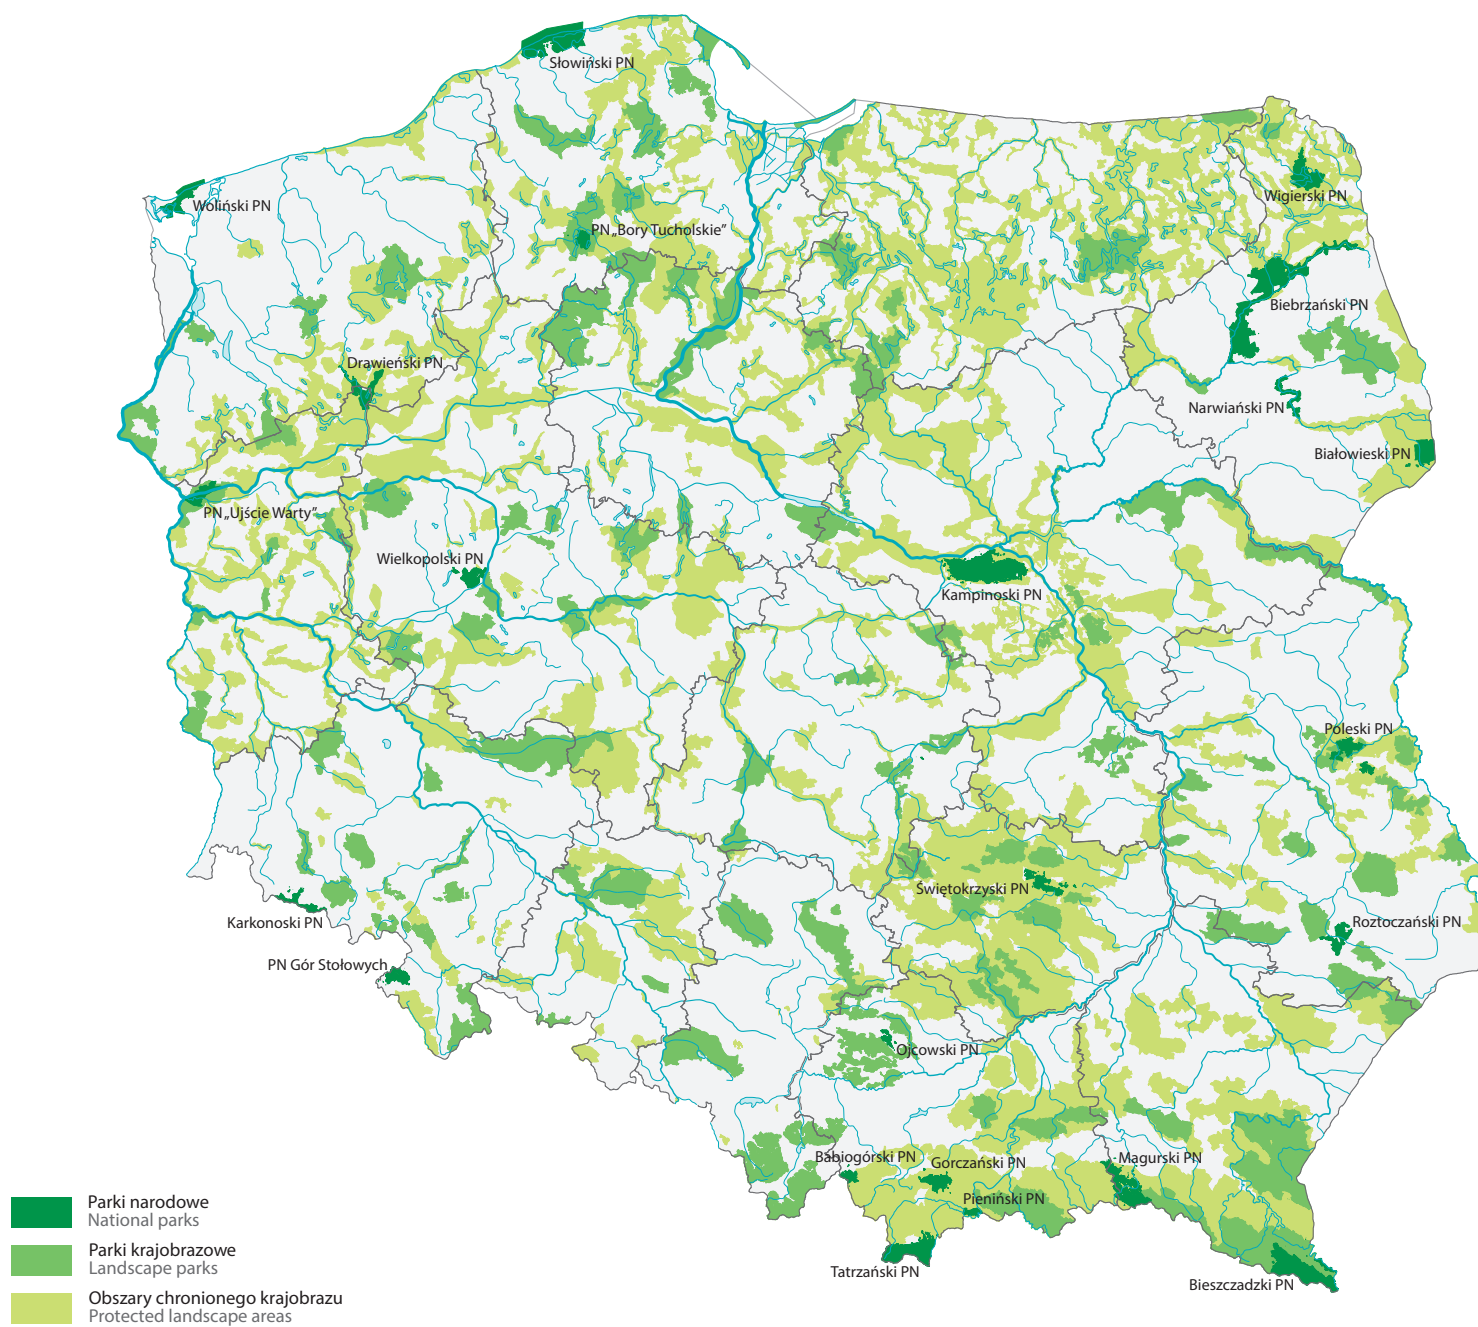 Słowiński PN
Woliński PN
Wigierski PN
PN „Bory Tucholskie”
Biebrzański PN
Drawieński PN
Narwiański PN
Białowieski PN
PN „Ujście Warty”
Wielkopolski PN
Kampinoski PN
Poleski PN
Świętokrzyski PN
Karkonoski PN
Roztoczański PN
PN Gór Stołowych
Ojcowski PN
Babiogórski PN
Gorczański PN
Magurski PN
Pieniński PN
Tatrzański PN
Bieszczadzki PN
Parki narodowe
National parks
Parki krajobrazowe
Landscape parks
Obszary chronionego krajobrazu
Protected landscape areas